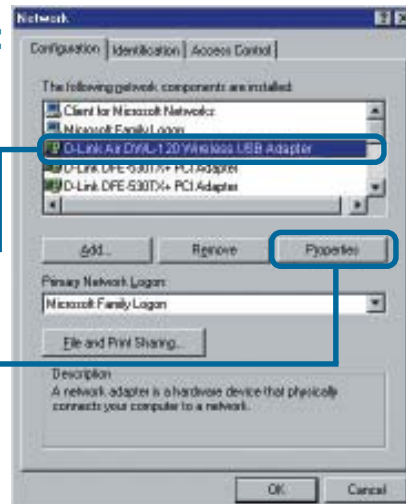 Network
Configuration Identification Access Control
The following network components are installed:
Client for Microsoft Networks
Microsoft Family Logon
D-Link Air DWL-120 Wireless USB Adapter
D-Link DFE-530TX+ PCI Adapter
D-Link DFE-530TX+ PCI Adapter
Add... Remove Properties
Primary Network Logon:
Microsoft Family Logon
File and Print Sharing...
Description
A network adapter is a hardware device that physically
connects your computer to a network.
OK Cancel